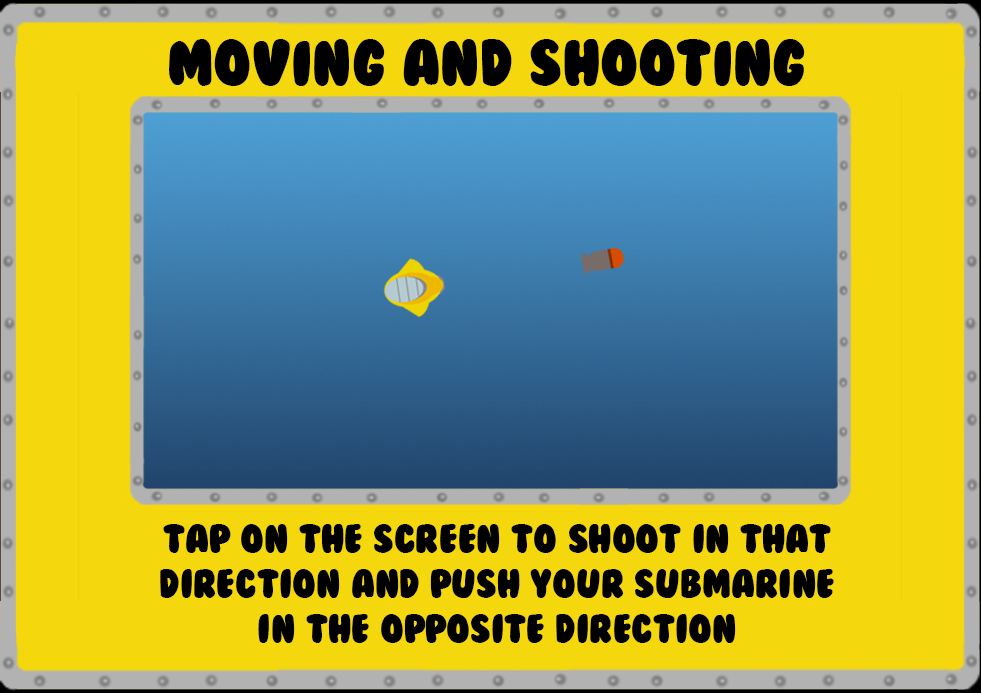 MOVING AND SHOOTING
TAP ON THE SCREEN TO SHOOT IN THAT
DIRECTION AND PUSH YOUR SUBMARINE
IN THE OPPOSITE DIRECTION